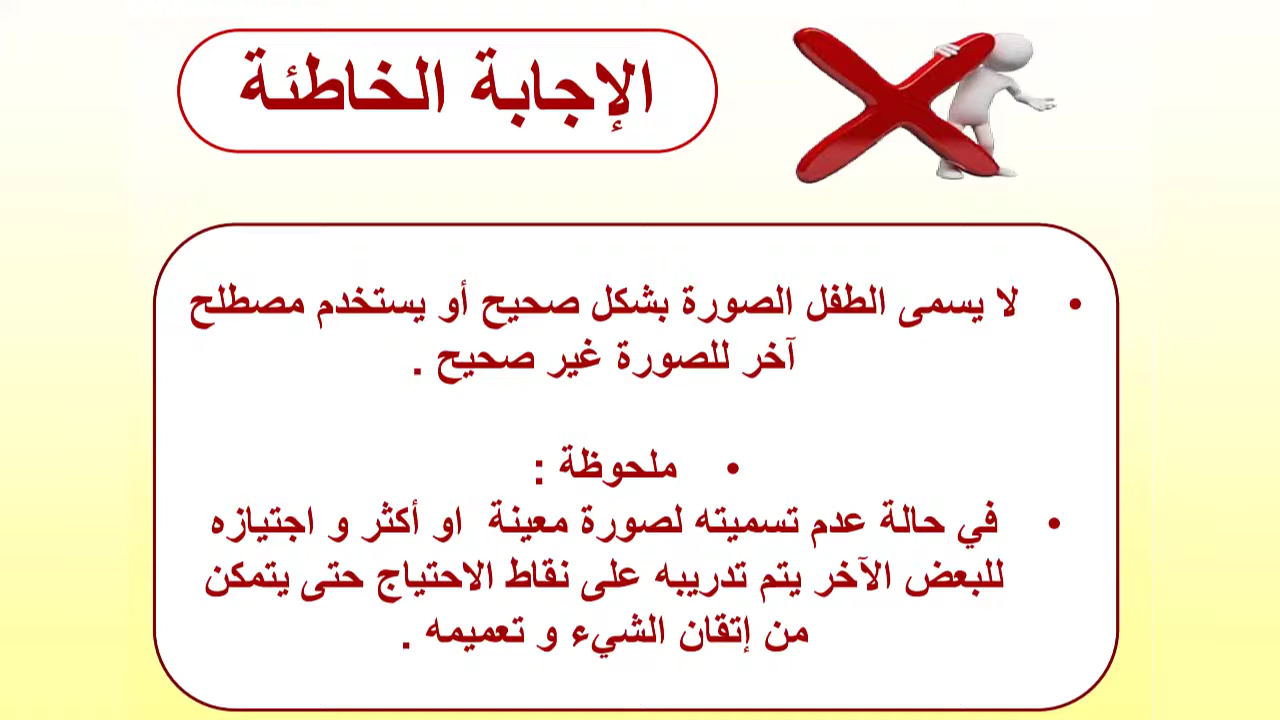 الإجابة الخاطئة
• لا يسمى الطفل الصورة بشكل صحيح أو يستخدم مصطلح
آخر للصورة غير صحيح .
• ملحوظة :
• في حالة عدم تسميته لصورة معينة او أكثر و اجتيازه
للبعض الآخر يتم تدريبه على نقاط الاحتياج حتى يتمكن
من إتقان الشيء و تعميمه .